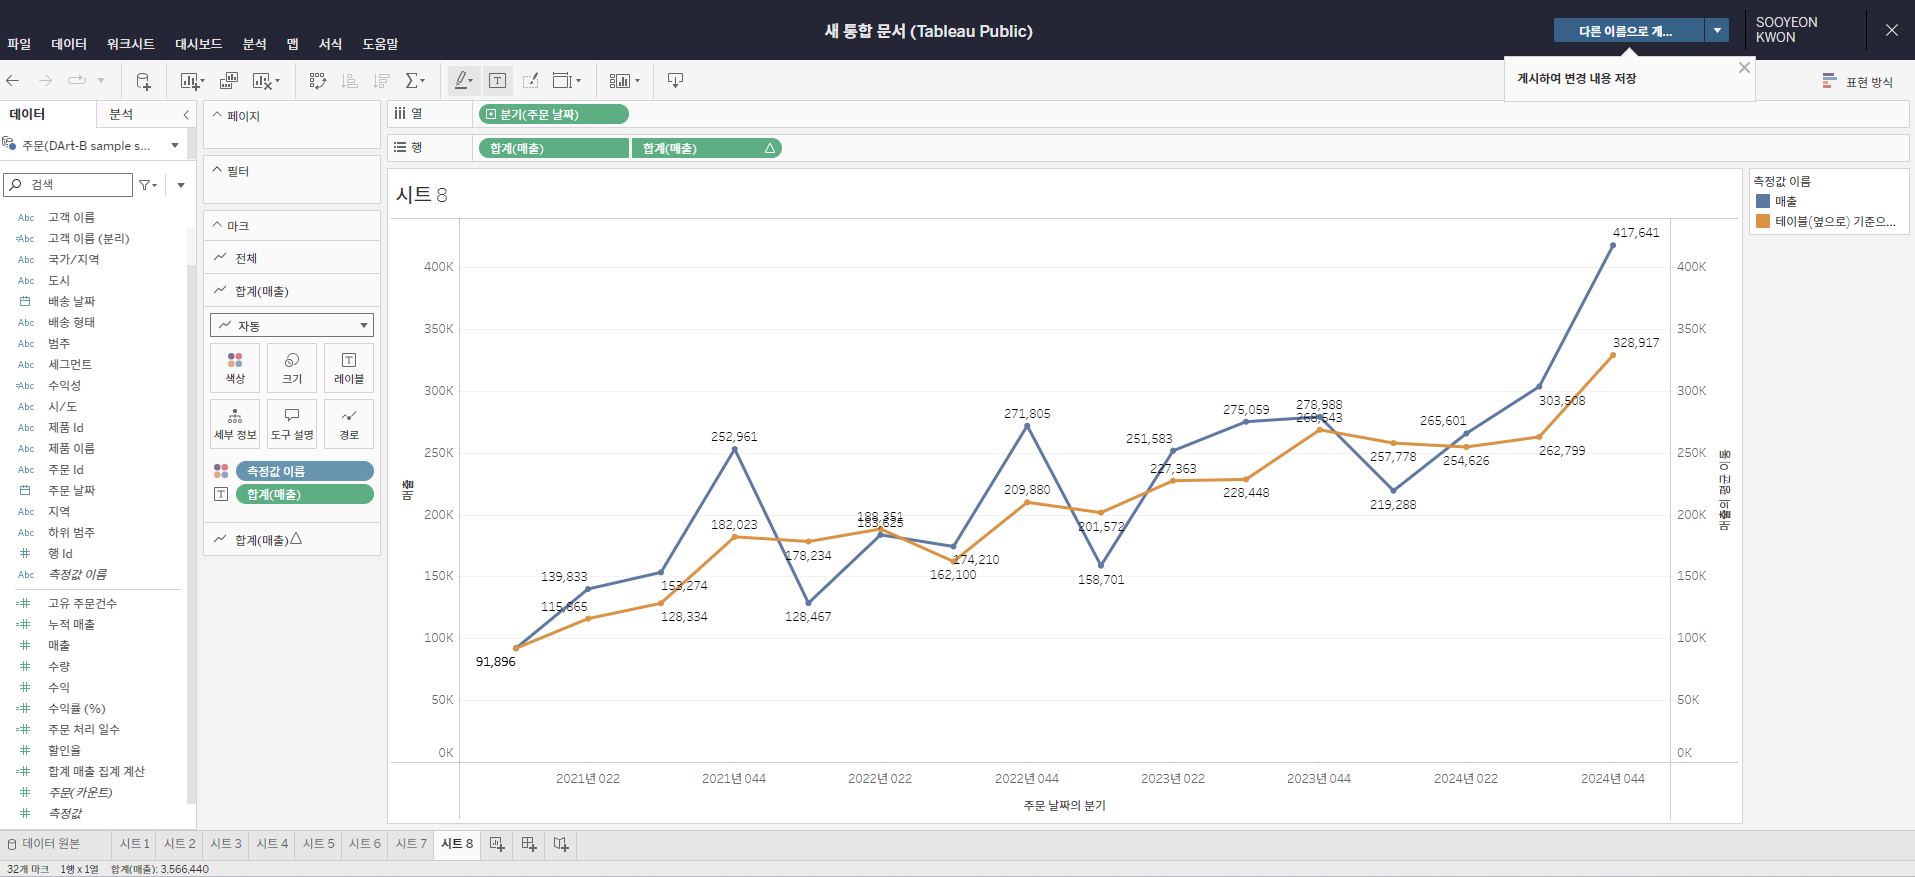 새 통합 문서 (Tableau Public)
파일 데이터 워크시트 대시보드 분석 맵 서식 도움말
다른 이름으로 게...
SOOYEON KWON
게시하여 변경 내용 저장
표현 방식
데이터 분석
주문(DArt-B sample s...
검색
Abc 고객 이름
=Abc 고객 이름 (분리)
Abc 국가/지역
Abc 도시
배송 날짜
Abc 배송 형태
Abc 범주
Abc 세그먼트
=Abc 수익성
Abc 시/도
Abc 제품 Id
Abc 제품 이름
Abc 주문 Id
주문 날짜
Abc 지역
Abc 하위 범주
# 행 Id
Abc 측정값 이름
=# 고유 주문건수
=# 누적 매출
# 매출
# 수량
# 수익
=# 수익률 (%)
=# 주문 처리 일수
# 할인율
=# 합계 매출 집계 계산
# 주문(카운트)
# 측정값
페이지
필터
마크
전체
합계(매출)
자동
색상 크기 레이블
세부 정보 도구 설명 경로
측정값 이름
합계(매출)
합계(매출)
열 분기(주문 날짜)
행 합계(매출) 합계(매출)
시트 8
측정값 이름
매출
테이블(옆으로) 기준으...
매출
400K
350K
300K
250K
200K
150K
100K
50K
0K
91,896
139,833
115,865
153,274
128,334
252,961
182,023
178,234
128,467
188,351
183,625
174,210
162,100
271,805
209,880
201,572
158,701
251,583
227,363
275,059
228,448
278,988
268,543
257,778
219,288
265,601
254,626
303,508
262,799
417,641
328,917
400K
350K
300K
250K
200K
150K
100K
50K
0K
매출의 평균 이동
2021년 022 2021년 044 2022년 022 2022년 044 2023년 022 2023년 044 2024년 022 2024년 044
주문 날짜의 분기
데이터 원본 시트 1 시트 2 시트 3 시트 4 시트 5 시트 6 시트 7 시트 8
32개 마크 1행 x 1열 합계(매출): 3,566,440